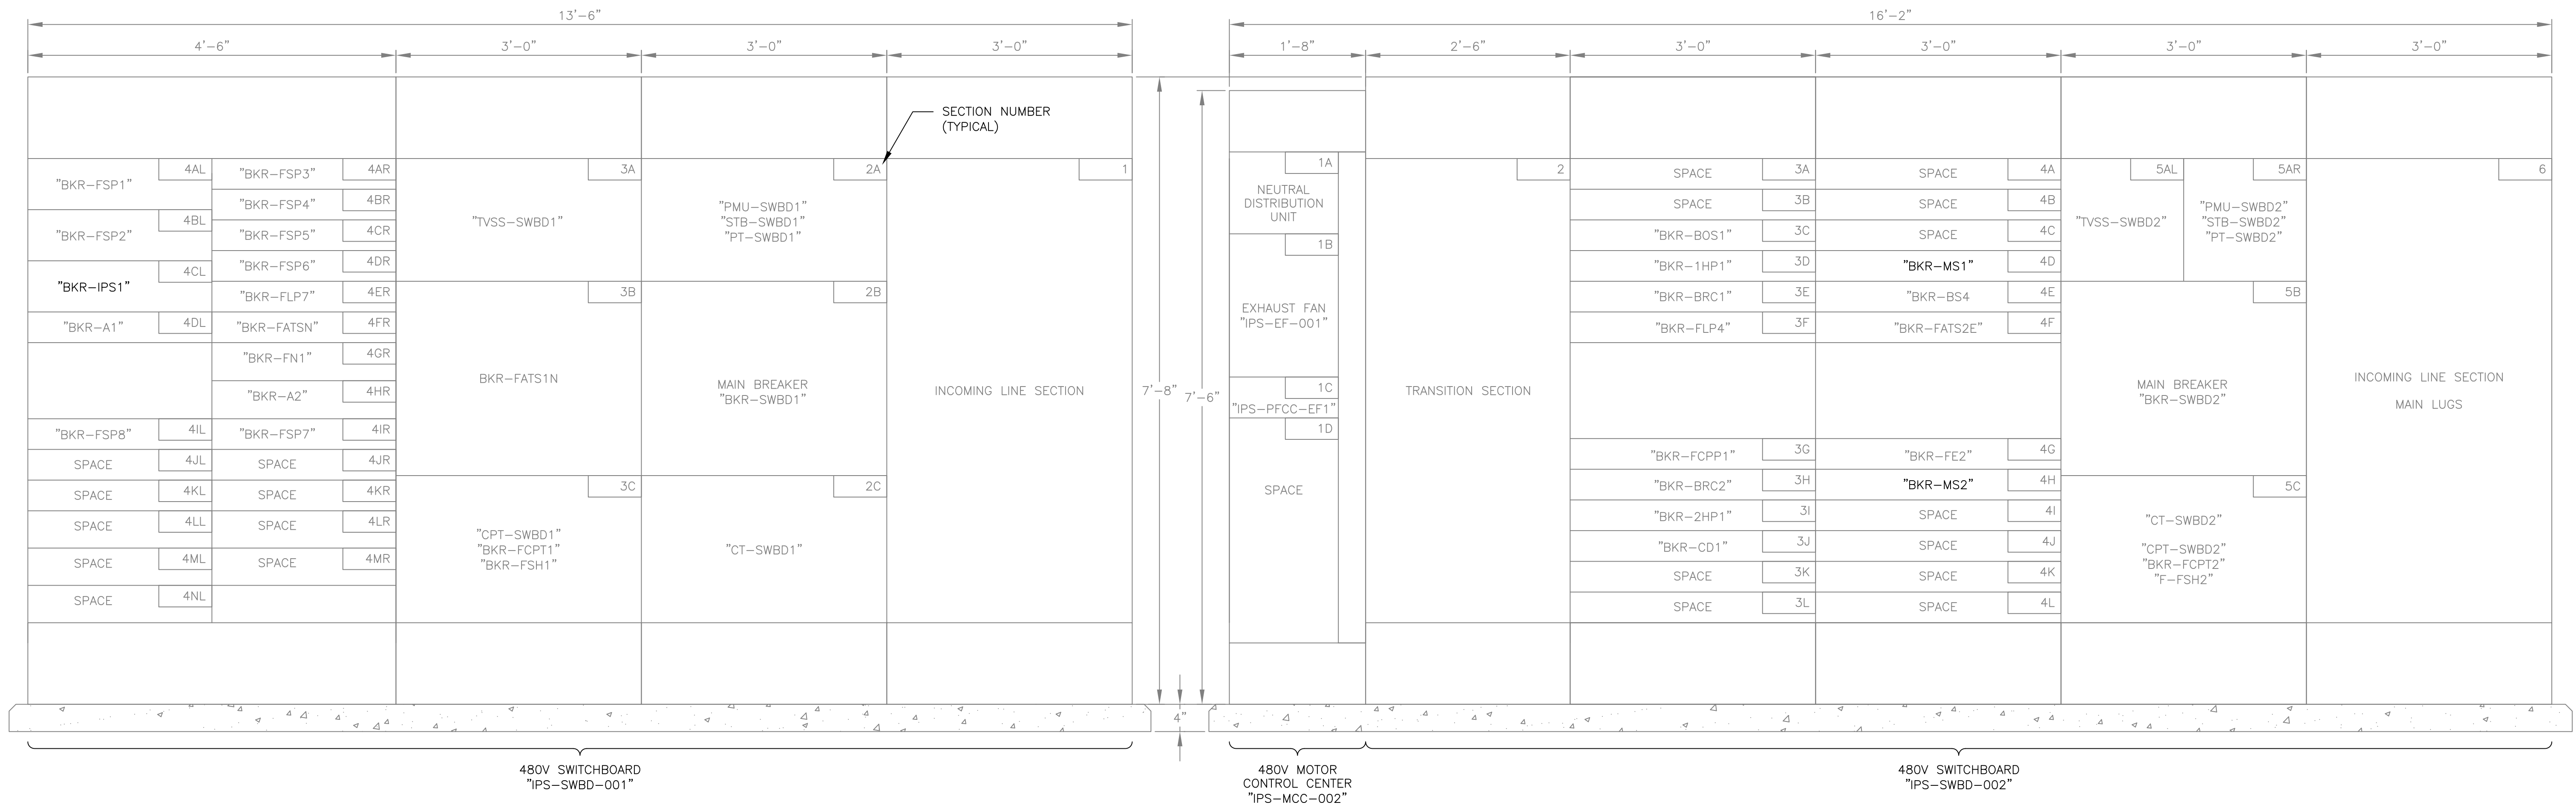 13'-6"
16'-2"
4'-6"
3'-0"
3'-0"
3'-0"
1'-8"
2'-6"
3'-0"
3'-0"
3'-0"
3'-0"
SECTION NUMBER
(TYPICAL)
"BKR-FSP1"
4AL
"BKR-FSP2"
4BL
"BKR-IPS1"
4CL
"BKR-A1"
4DL
"BKR-FSP8"
4IL
SPACE
4JL
SPACE
4KL
SPACE
4LL
SPACE
4ML
SPACE
4NL
"BKR-FSP3"
4AR
"BKR-FSP4"
4BR
"BKR-FSP5"
4CR
"BKR-FSP6"
4DR
"BKR-FLP7"
4ER
"BKR-FATSN"
4FR
"BKR-FN1"
4GR
"BKR-A2"
4HR
"BKR-FSP7"
4IR
SPACE
4JR
SPACE
4KR
SPACE
4LR
SPACE
4MR
3A
"TVSS-SWBD1"
3B
BKR-FATS1N
3C
"CPT-SWBD1"
"BKR-FCPT1"
"BKR-FSH1"
2A
"PMU-SWBD1"
"STB-SWBD1"
"PT-SWBD1"
2B
MAIN BREAKER
"BKR-SWBD1"
2C
"CT-SWBD1"
1
INCOMING LINE SECTION
7'-8"
7'-6"
4"
1A
NEUTRAL
DISTRIBUTION
UNIT
1B
EXHAUST FAN
"IPS-EF-001"
1C
"IPS-PFCC-EF1"
1D
SPACE
2
TRANSITION SECTION
SPACE
3A
SPACE
3B
"BKR-BOS1"
3C
"BKR-1HP1"
3D
"BKR-BRC1"
3E
"BKR-FLP4"
3F
"BKR-FCPP1"
3G
"BKR-BRC2"
3H
"BKR-2HP1"
3I
"BKR-CD1"
3J
SPACE
3K
SPACE
3L
SPACE
4A
SPACE
4B
SPACE
4C
"BKR-MS1"
4D
"BKR-BS4
4E
"BKR-FATS2E"
4F
"BKR-FE2"
4G
"BKR-MS2"
4H
SPACE
4I
SPACE
4J
SPACE
4K
SPACE
4L
5AL
"TVSS-SWBD2"
5AR
"PMU-SWBD2"
"STB-SWBD2"
"PT-SWBD2"
5B
MAIN BREAKER
"BKR-SWBD2"
5C
"CT-SWBD2"
"CPT-SWBD2"
"BKR-FCPT2"
"F-FSH2"
6
INCOMING LINE SECTION
MAIN LUGS
480V SWITCHBOARD
"IPS-SWBD-001"
480V MOTOR
CONTROL CENTER
"IPS-MCC-002"
480V SWITCHBOARD
"IPS-SWBD-002"